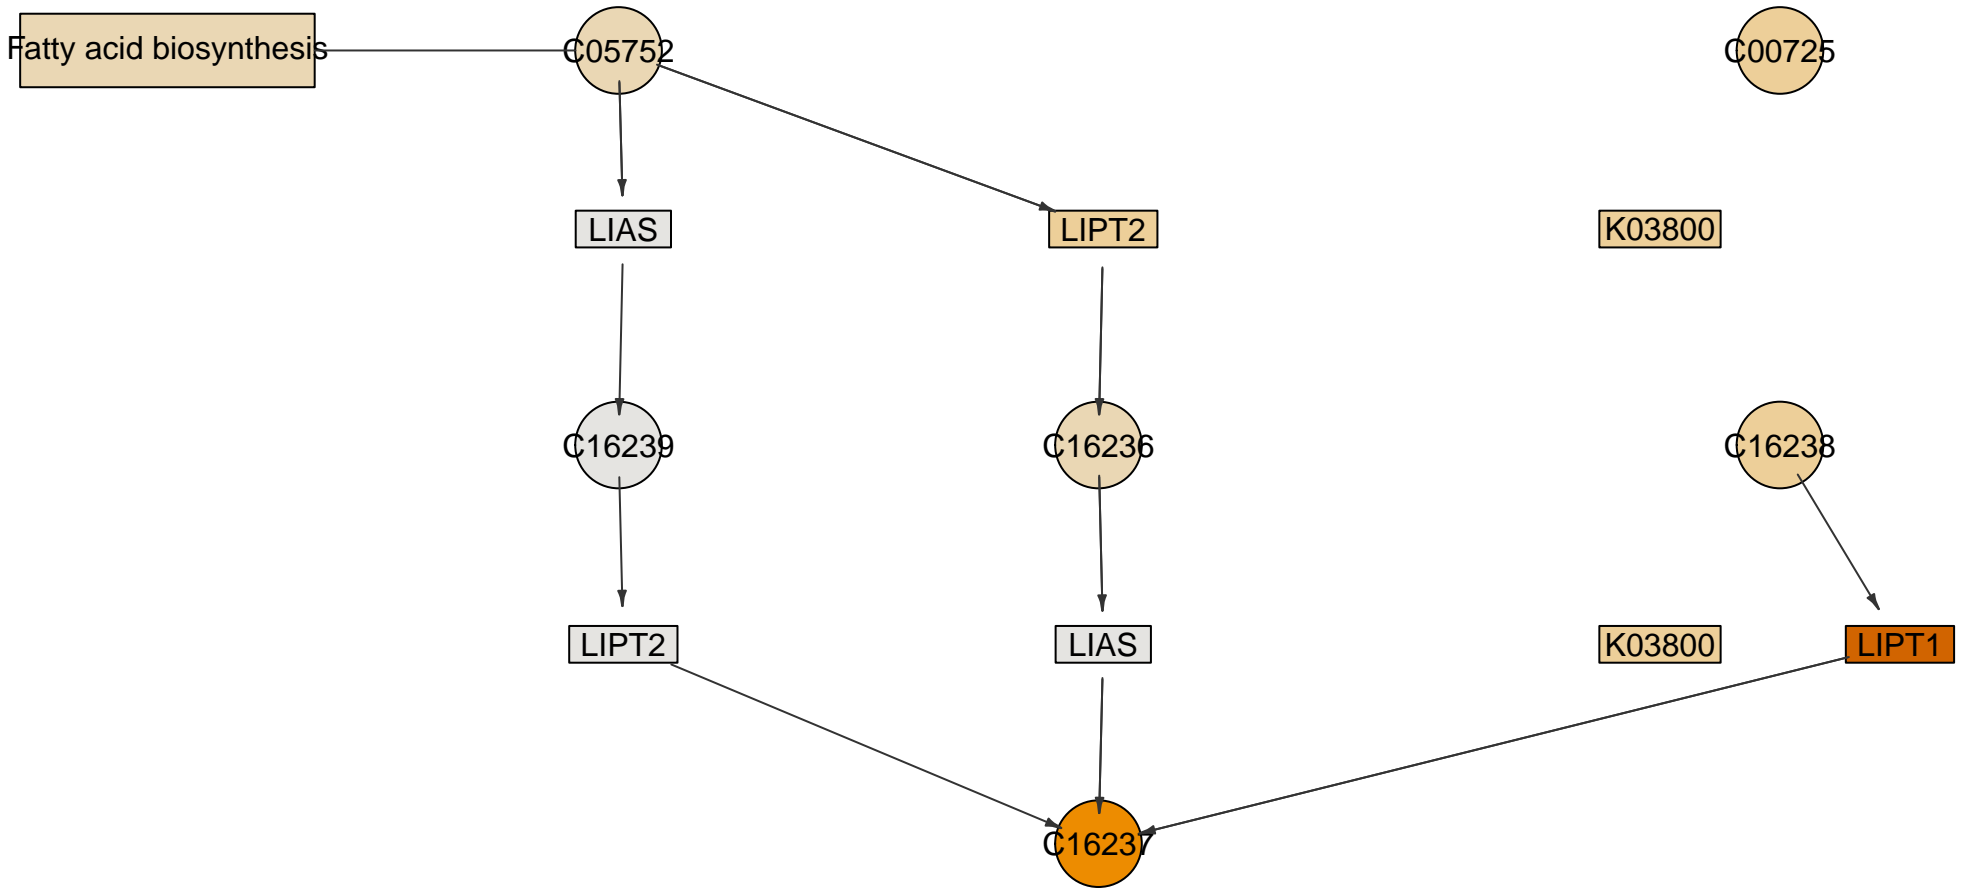 Fatty acid biosynthesis
C05752
C00725
LIAS
LIPT2
K03800
C16239
C16236
C16238
LIPT2
LIAS
K03800
LIPT1
C16237